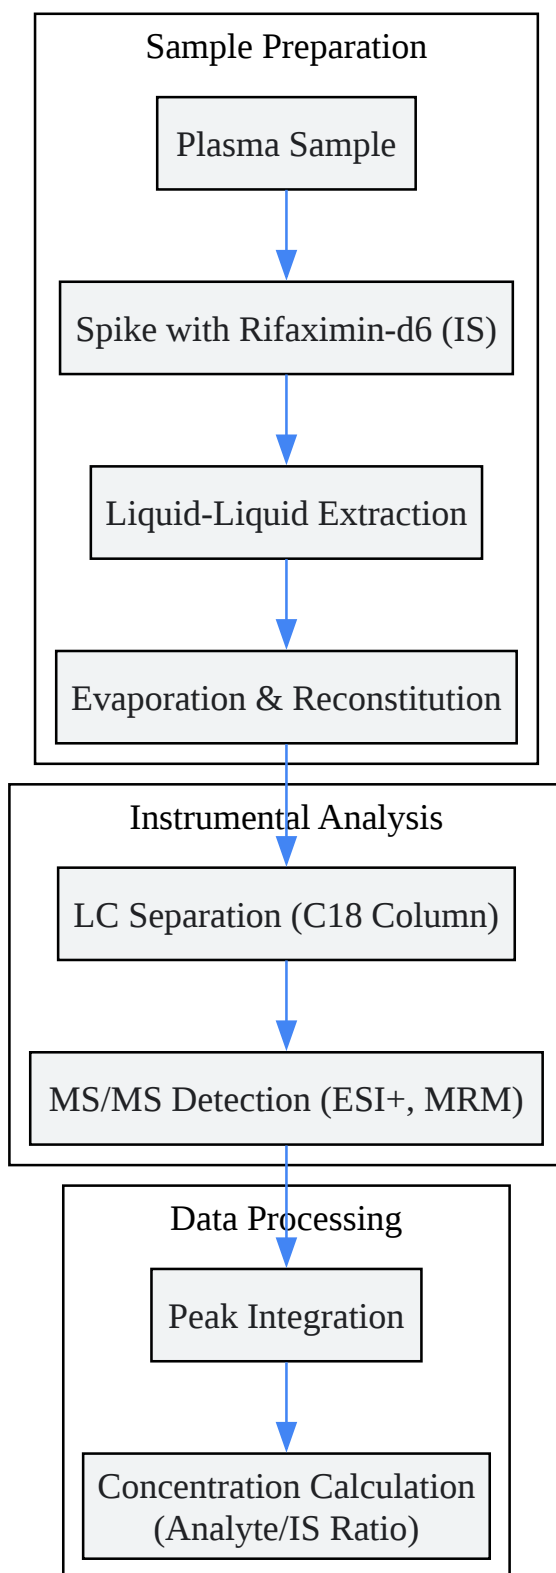 Sample Preparation
Plasma Sample
Spike with Rifaximin-d6 (IS)
Liquid-Liquid Extraction
Evaporation & Reconstitution
Instrumental Analysis
LC Separation (C18 Column)
MS/MS Detection (ESI+, MRM)
Data Processing
Peak Integration
Concentration Calculation
(Analyte/IS Ratio)